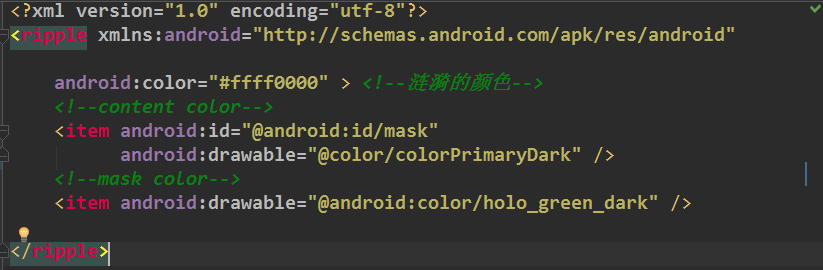 <?xml version="1.0" encoding="utf-8"?>
<ripple xmlns:android="http://schemas.android.com/apk/res/android"
android:color="#ffff0000" > <!--涟漪的颜色-->
<!--content color-->
<item android:id="@android:id/mask"
android:drawable="@color/colorPrimaryDark" />
<!--mask color-->
<item android:drawable="@android:color/holo_green_dark" />
</ripple>